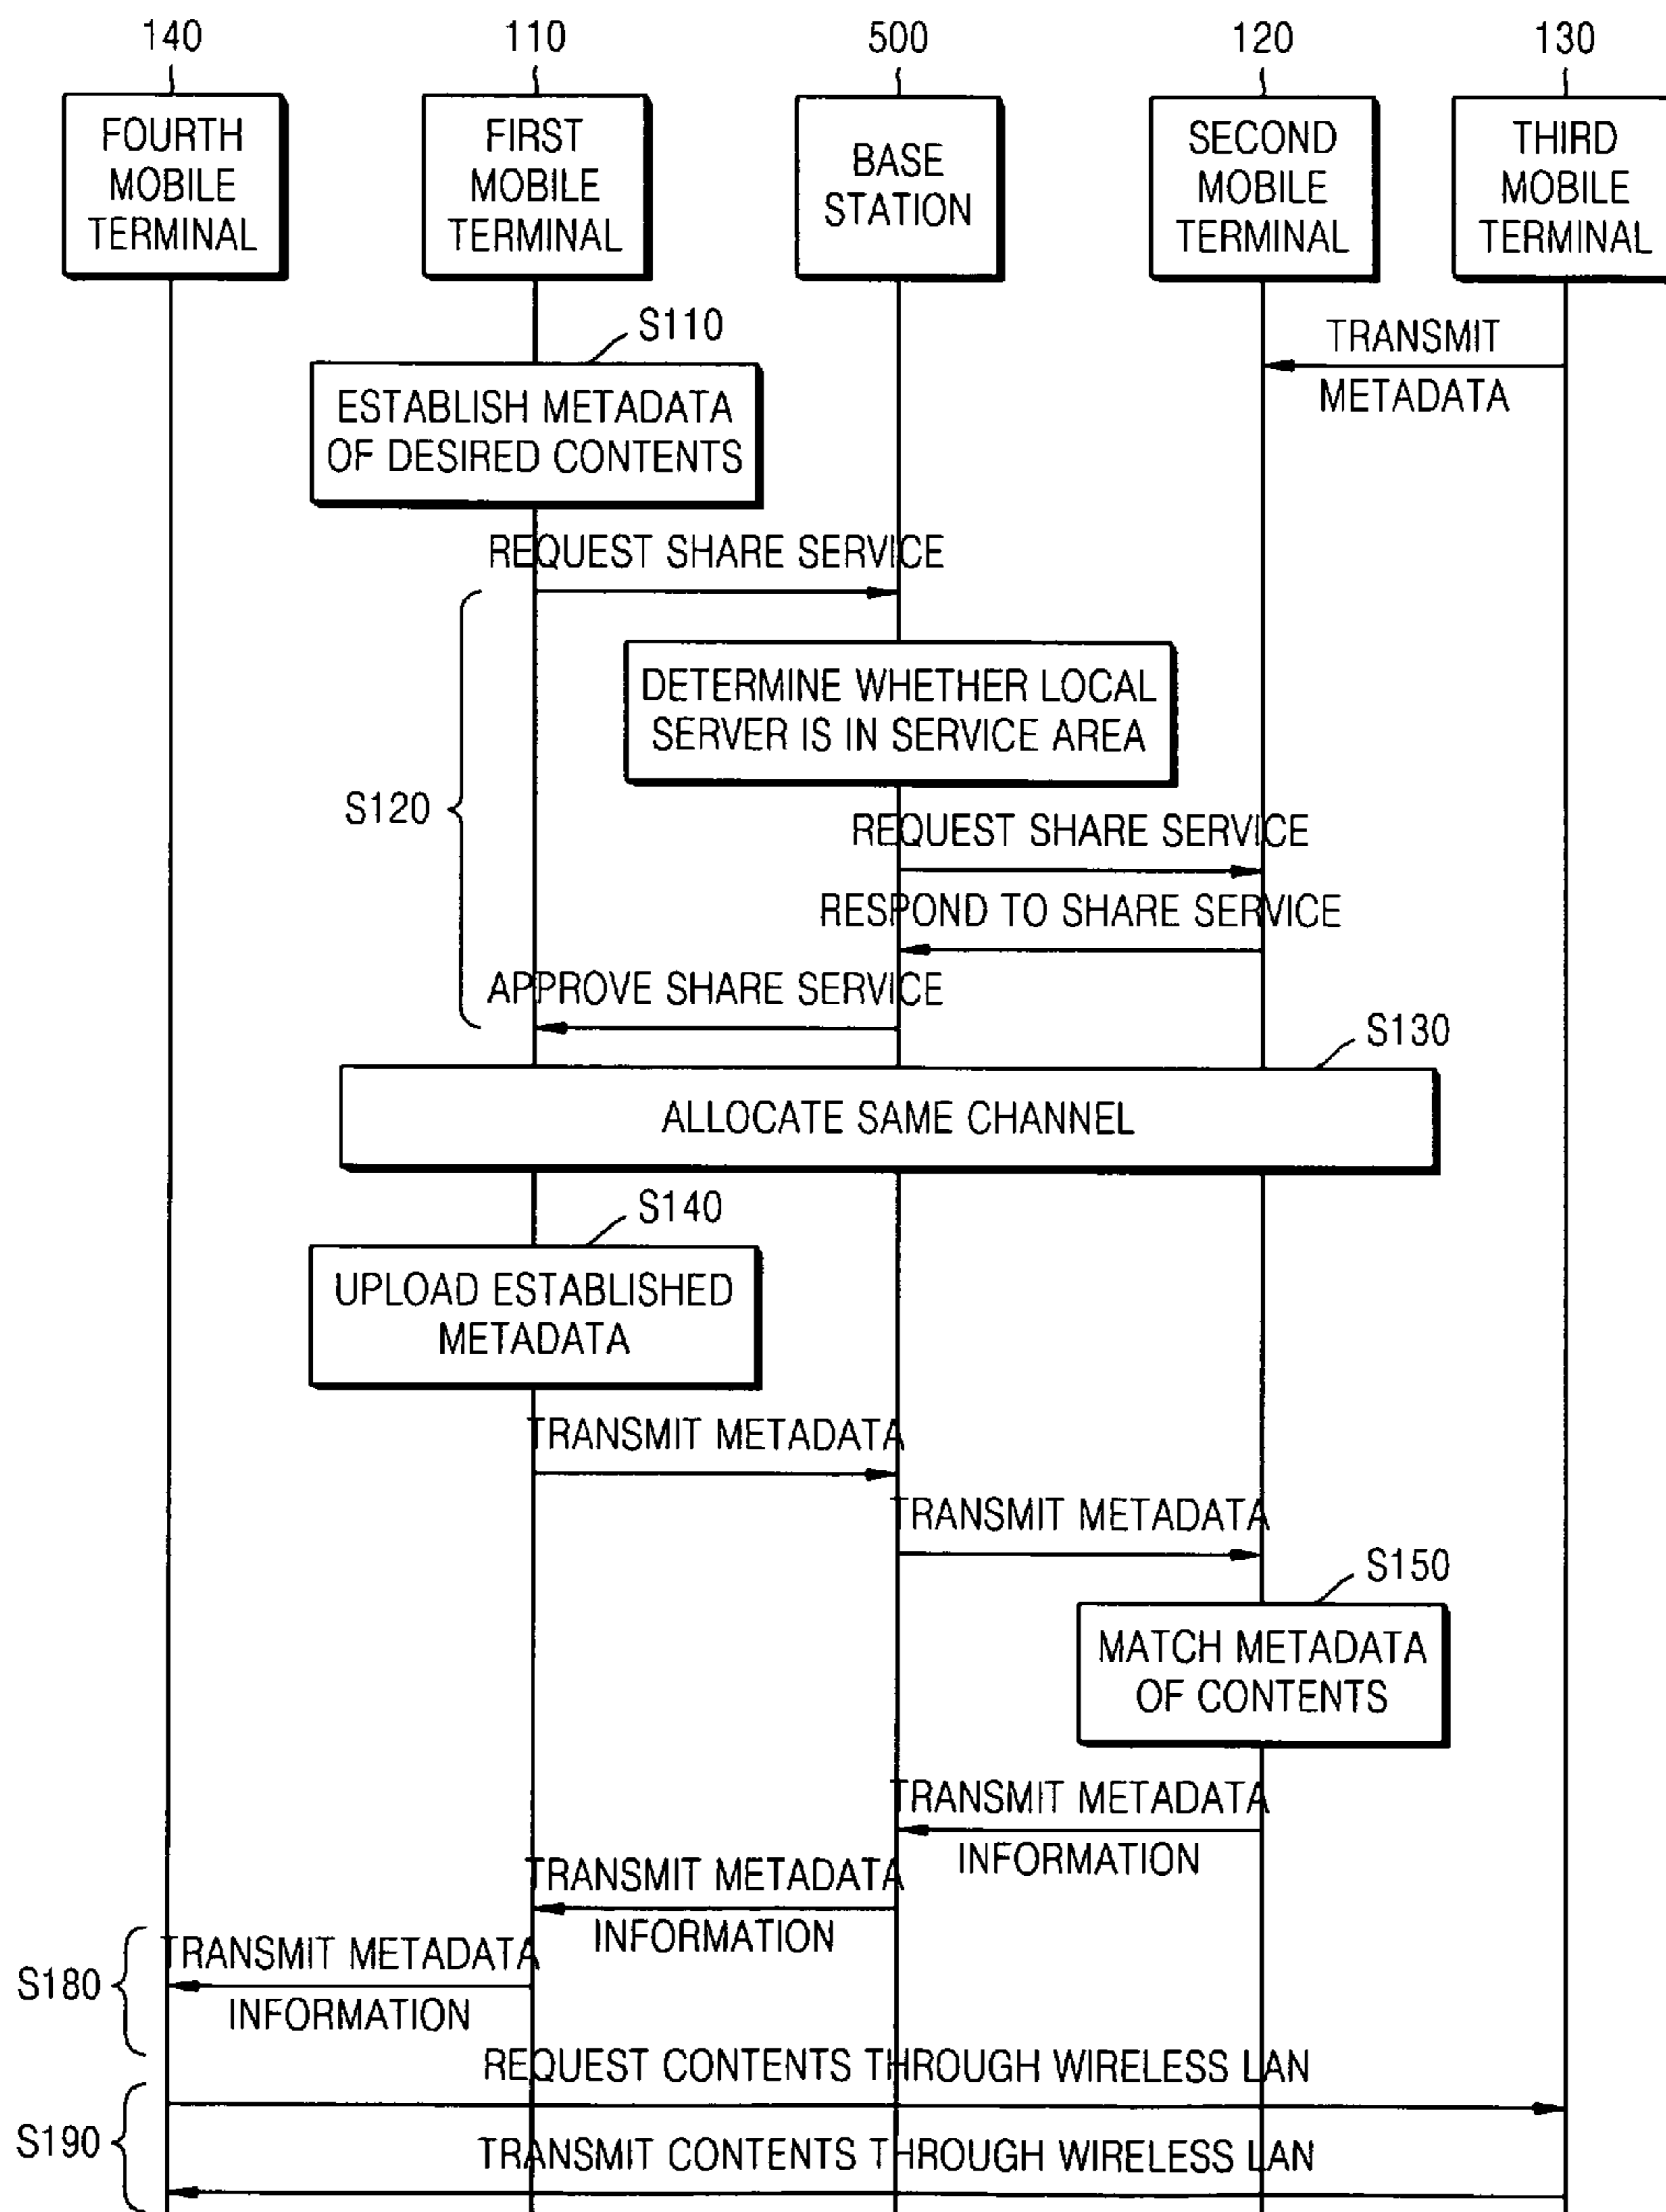 140
110
500
120
130
FOURTH
MOBILE
TERMINAL
FIRST
MOBILE
TERMINAL
BASE
STATION
SECOND
MOBILE
TERMINAL
THIRD
MOBILE
TERMINAL
S110
TRANSMIT
METADATA
ESTABLISH METADATA
OF DESIRED CONTENTS
REQUEST SHARE SERVICE
DETERMINE WHETHER LOCAL
SERVER IS IN SERVICE AREA
S120
REQUEST SHARE SERVICE
RESPOND TO SHARE SERVICE
APPROVE SHARE SERVICE
S130
ALLOCATE SAME CHANNEL
S140
UPLOAD ESTABLISHED
METADATA
TRANSMIT METADATA
TRANSMIT METADATA
S150
MATCH METADATA
OF CONTENTS
TRANSMIT METADATA
INFORMATION
TRANSMIT METADATA
INFORMATION
S180
TRANSMIT METADATA
INFORMATION
REQUEST CONTENTS THROUGH WIRELESS LAN
S190
TRANSMIT CONTENTS THROUGH WIRELESS LAN